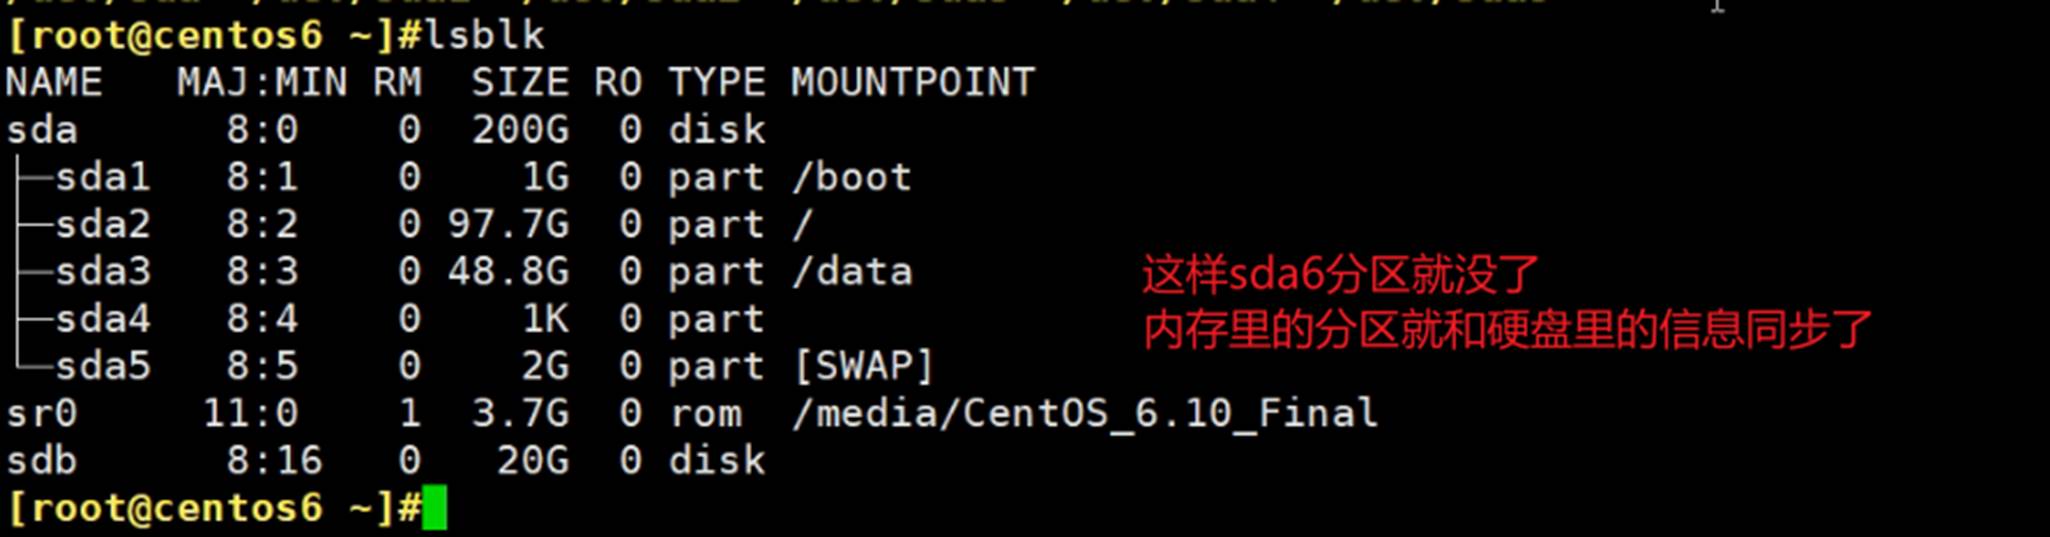 [root@centos6 ~]#lsblk
NAME   MAJ:MIN RM  SIZE RO TYPE MOUNTPOINT
sda      8:0    0  200G  0 disk
├─sda1   8:1    0    1G  0 part /boot
├─sda2   8:2    0 97.7G  0 part /
├─sda3   8:3    0 48.8G  0 part /data
这样sda6分区就没了
├─sda4   8:4    0    1K  0 part
内存里的分区就和硬盘里的信息同步了
└─sda5   8:5    0    2G  0 part [SWAP]
sr0     11:0    1  3.7G  0 rom  /media/CentOS_6.10_Final
sdb      8:16   0   20G  0 disk
[root@centos6 ~]#